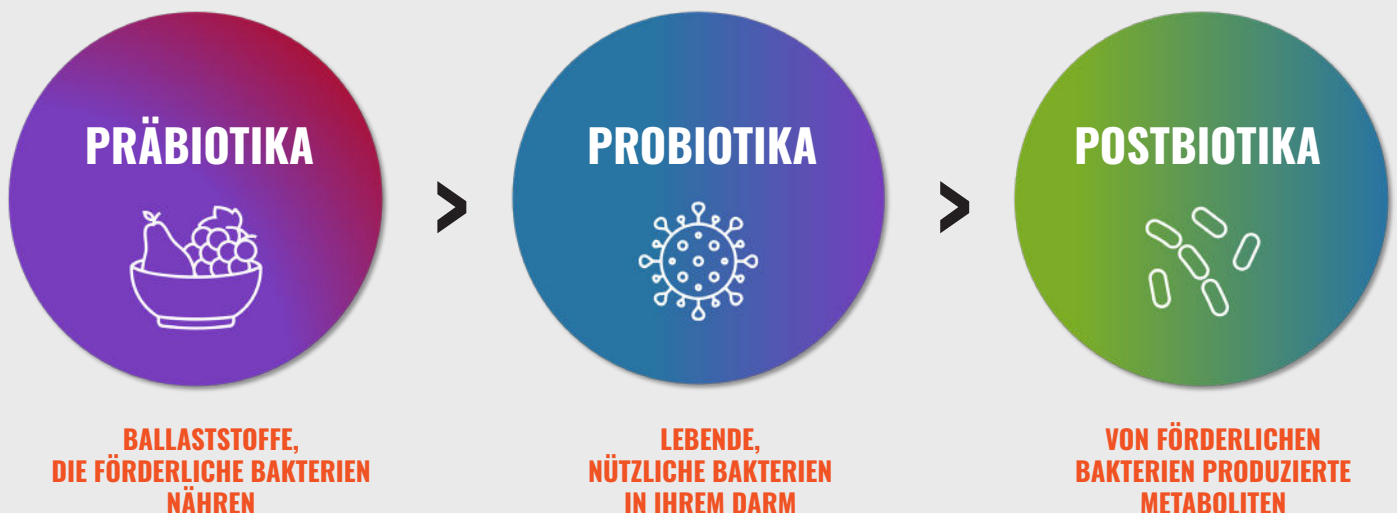 PRÄBIOTIKA
>
PROBIOTIKA
>
POSTBIOTIKA
BALLASTSTOFFE,
DIE FÖRDERLICHE BAKTERIEN
NÄHREN
LEBENDE,
NÜTZLICHE BAKTERIEN
IN IHREM DARM
VON FÖRDERLICHEN
BAKTERIEN PRODUZIERTE
METABOLITEN